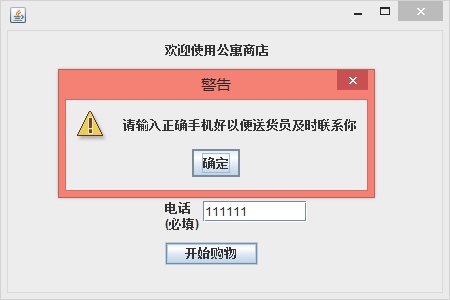 欢迎使用公寓商店
警告
请输入正确手机好以便送货员及时联系你
确定
电话
(必填)
111111
开始购物